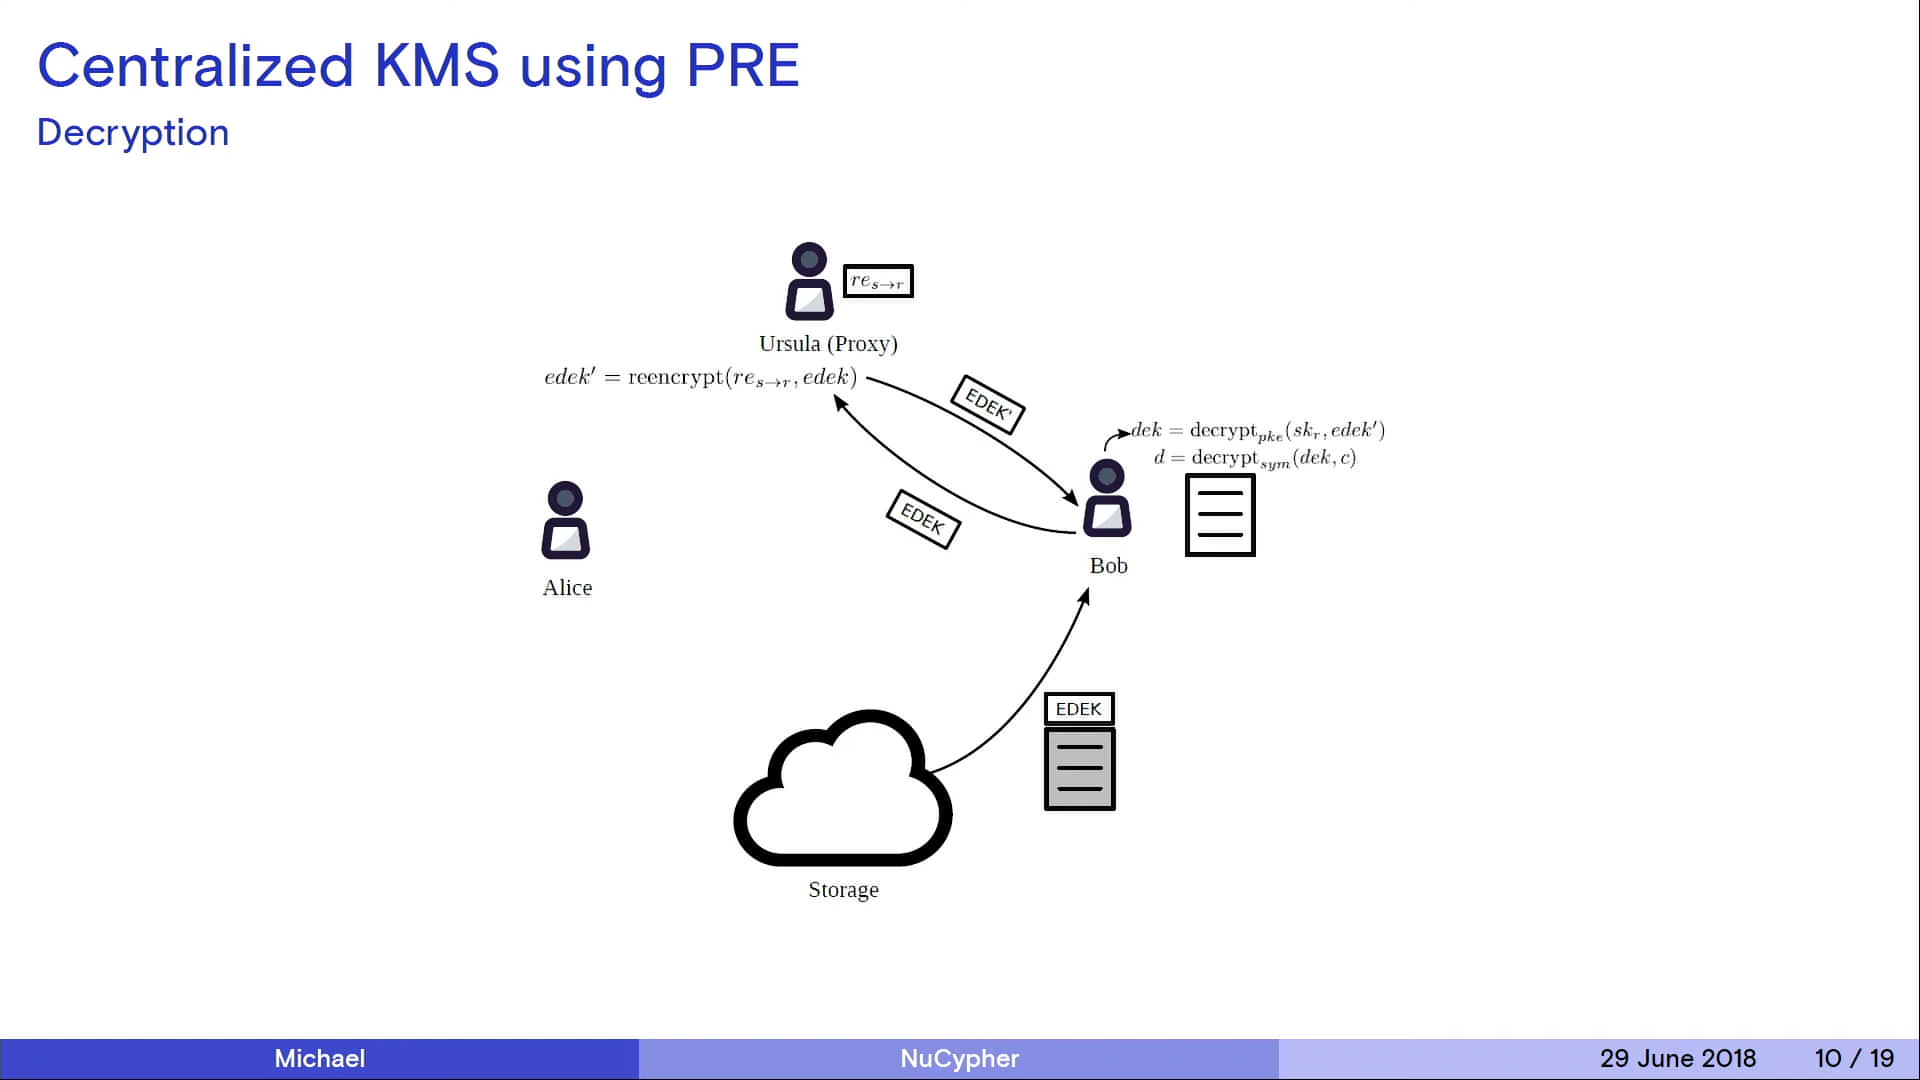 Centralized KMS using PRE
Decryption
re_{s→r}
Ursula (Proxy)
edek′ = reencrypt(re_{s→r}, edek)
EDEK'
dek = decrypt_{pke}(sk_r, edek′)
d = decrypt_{sym}(dek, c)
EDEK
Bob
Alice
EDEK
Storage
Michael
NuCypher
29 June 2018
10 / 19